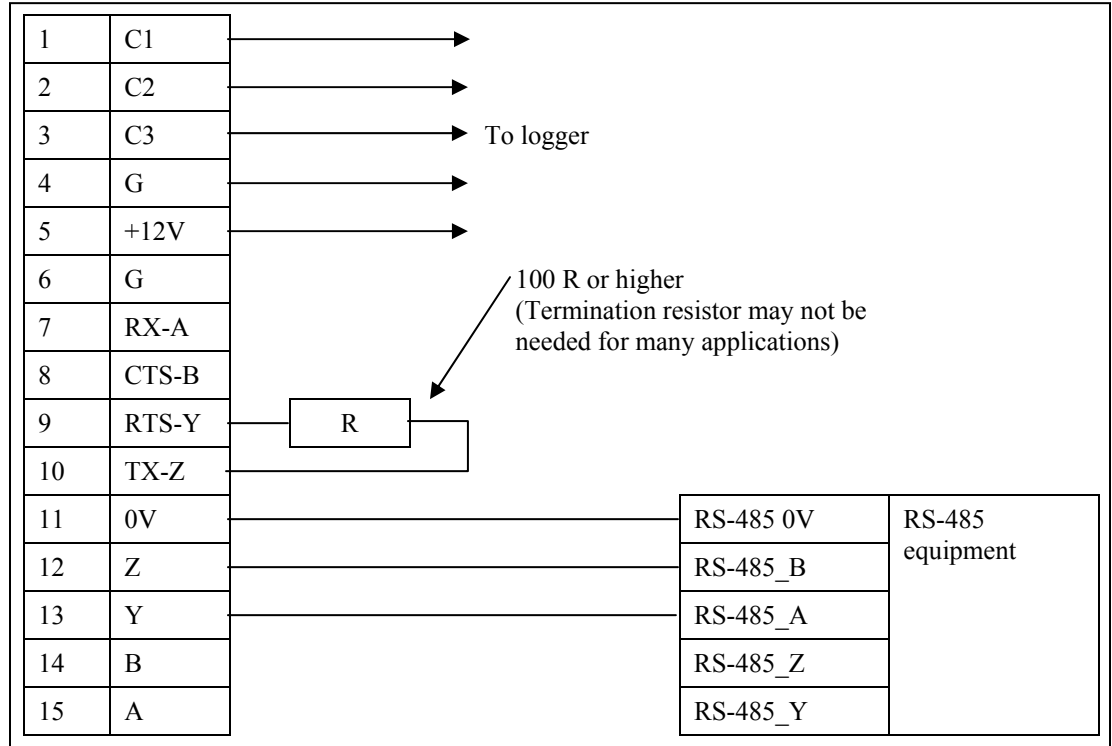 1 C1
2 C2
3 C3 To logger
4 G
5 +12V
6 G 100 R or higher
(Termination resistor may not be
7 RX-A needed for many applications)
8 CTS-B
9 RTS-Y R
10 TX-Z
11 0V RS-485 0V RS-485
equipment
12 Z RS-485_B
13 Y RS-485_A
14 B RS-485_Z
15 A RS-485_Y